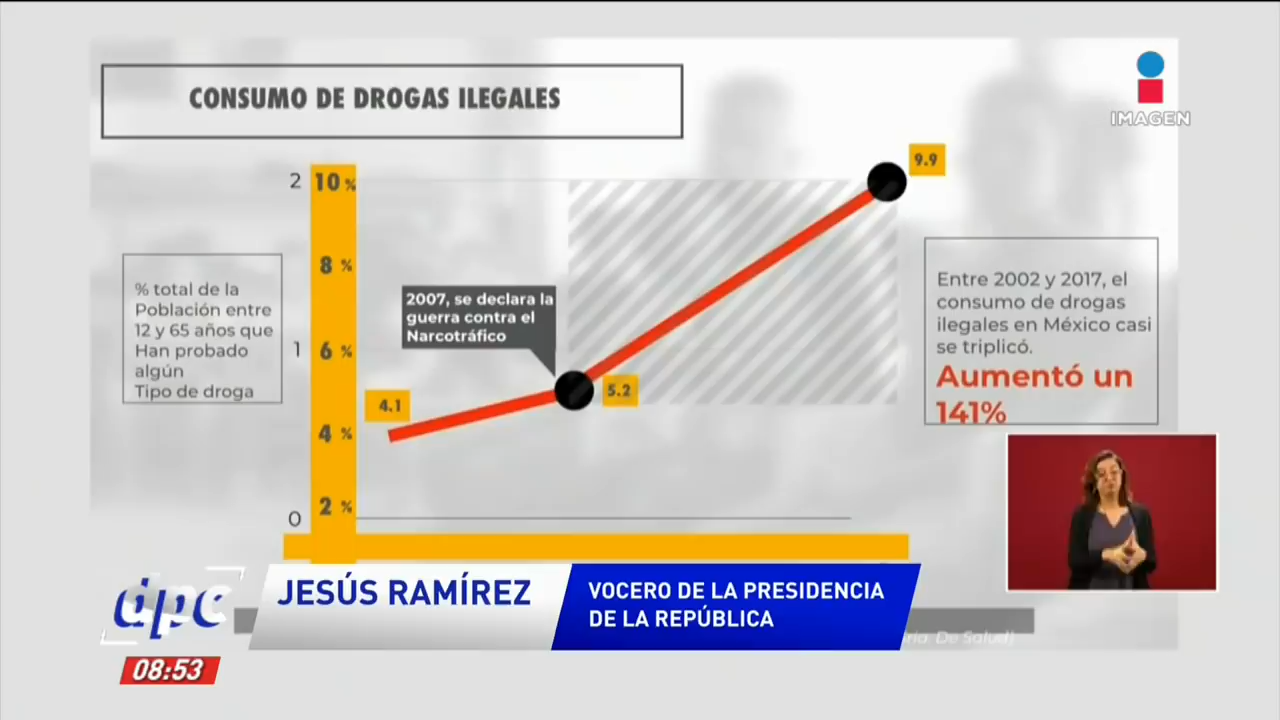 CONSUMO DE DROGAS ILEGALES
IMAGEN
9.9
2
10 %
8 %
% total de la
Población entre
12 y 65 años que
Han probado
algún
Tipo de droga
2007, se declara la
guerra contra el
Narcotráfico
Entre 2002 y 2017, el
consumo de drogas
ilegales en México casi
se triplicó.
Aumentó un
141%
1
6 %
5.2
4.1
4 %
2 %
0
dpc
JESÚS RAMÍREZ
VOCERO DE LA PRESIDENCIA
DE LA REPÚBLICA
De Salud)
08:53